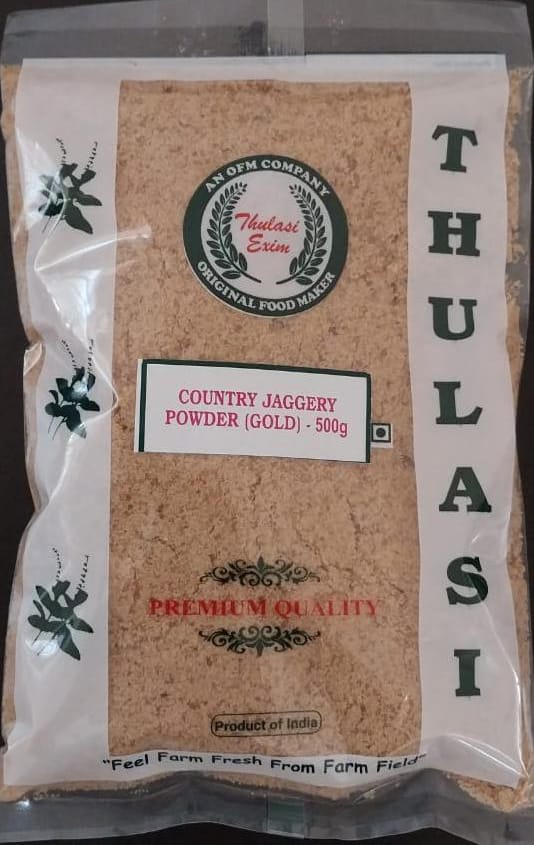 AN OFM COMPANY
Thulasi
Exim
ORIGINAL FOOD MAKER
THULASI
COUNTRY JAGGERY
POWDER (GOLD) - 500g
PREMIUM QUALITY
Product of India
"Feel Farm Fresh From Farm Field"